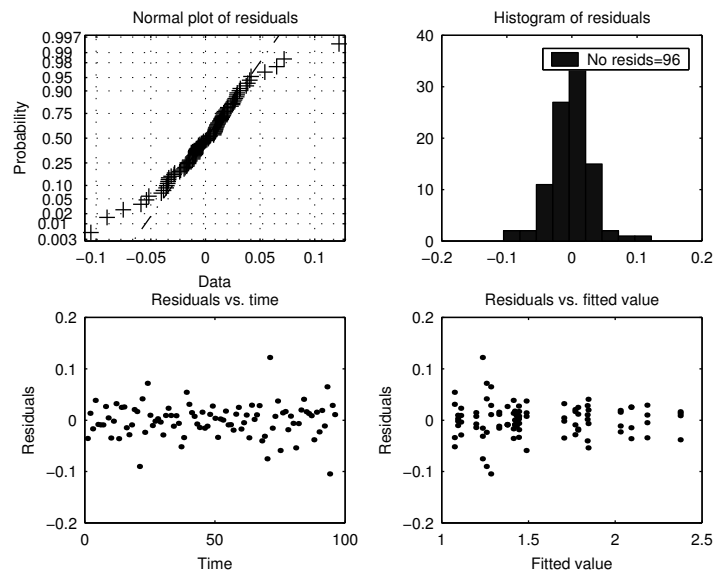 Normal plot of residuals
0.997
0.99
0.98
0.95
0.90
0.75
0.50
0.25
0.10
0.05
0.02
0.01
0.003
Probability
−0.1 −0.05 0 0.05 0.1
Data
Histogram of residuals
No resids=96
40
30
20
10
0
−0.2 −0.1 0 0.1 0.2
Residuals vs. time
0.2
0.1
0
−0.1
−0.2
Residuals
0 50 100
Time
Residuals vs. fitted value
0.2
0.1
0
−0.1
−0.2
Residuals
1 1.5 2 2.5
Fitted value